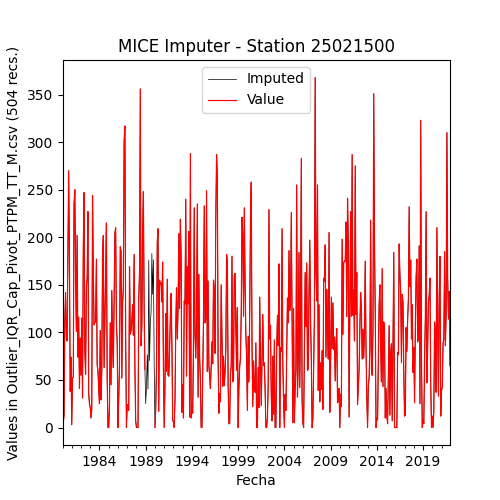 MICE Imputer - Station 25021500
Imputed
Value
Values in Outlier_IQR_Cap_Pivot_PTPM_TT_M.csv (504 recs.)
350
300
250
200
150
100
50
0
1984 1989 1994 1999 2004 2009 2014 2019
Fecha